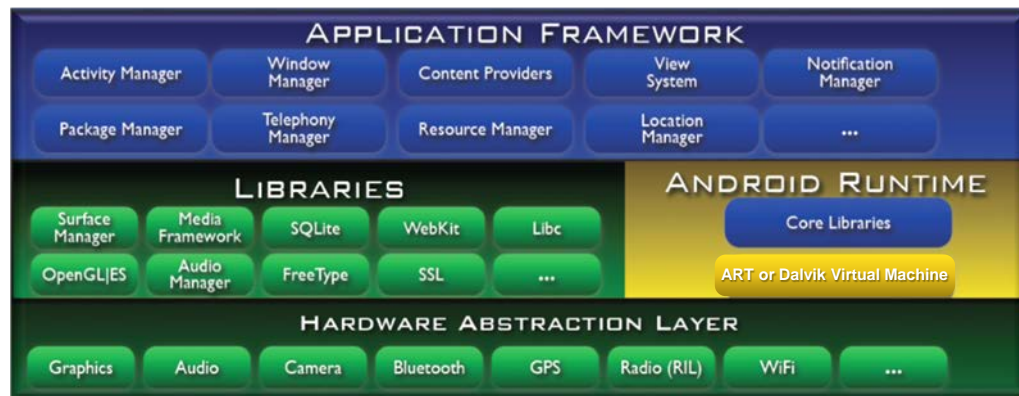 APPLICATION FRAMEWORK
Activity Manager
Window
Manager
Content Providers
View
System
Notification
Manager
Package Manager
Telephony
Manager
Resource Manager
Location
Manager
...
LIBRARIES
Surface
Manager
Media
Framework
SQLite
WebKit
Libc
OpenGL|ES
Audio
Manager
FreeType
SSL
...
ANDROID RUNTIME
Core Libraries
ART or Dalvik Virtual Machine
HARDWARE ABSTRACTION LAYER
Graphics
Audio
Camera
Bluetooth
GPS
Radio (RIL)
WiFi
...